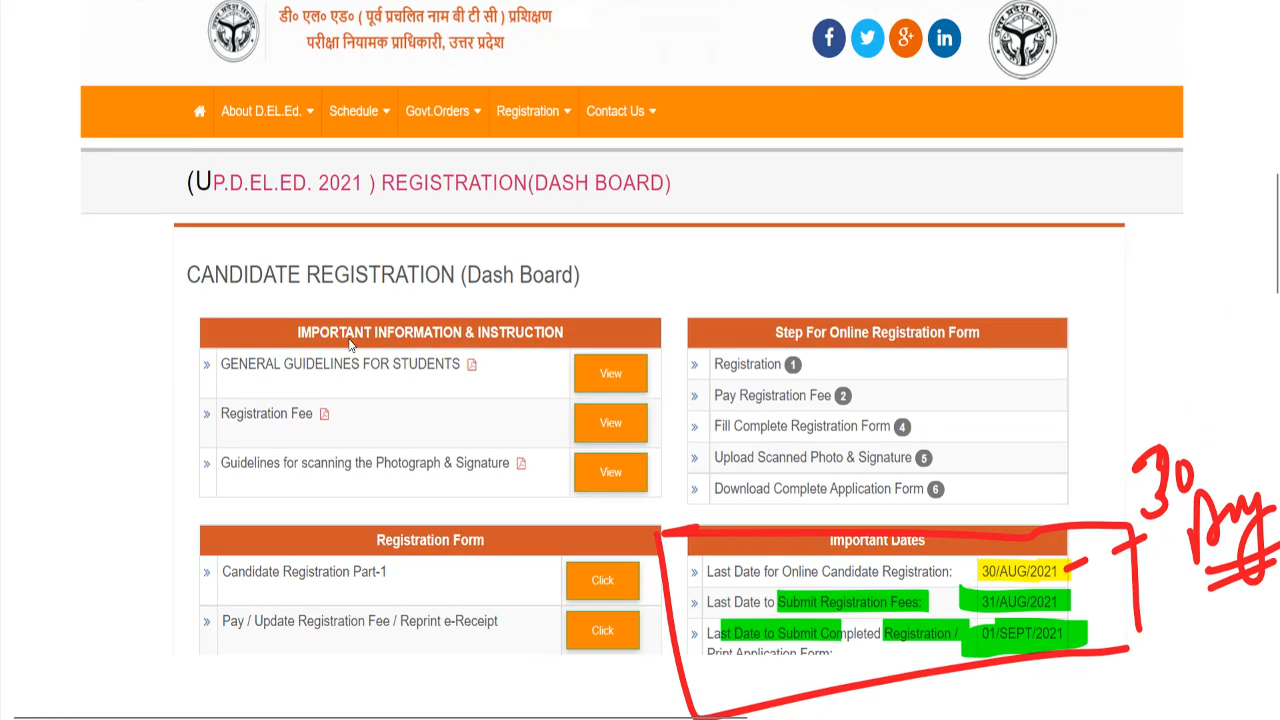 डी० एल० एड० ( पूर्व प्रचलित नाम बी टी सी ) प्रशिक्षण
परीक्षा नियामक प्राधिकारी, उत्तर प्रदेश
About D.EL.Ed. Schedule Govt.Orders Registration Contact Us
(UP.D.EL.ED. 2021 ) REGISTRATION(DASH BOARD)
CANDIDATE REGISTRATION (Dash Board)
IMPORTANT INFORMATION & INSTRUCTION
GENERAL GUIDELINES FOR STUDENTS View
Registration Fee View
Guidelines for scanning the Photograph & Signature View
Step For Online Registration Form
Registration 1
Pay Registration Fee 2
Fill Complete Registration Form 4
Upload Scanned Photo & Signature 5
Download Complete Application Form 6
Registration Form
Candidate Registration Part-1 Click
Pay / Update Registration Fee / Reprint e-Receipt Click
Important Dates
Last Date for Online Candidate Registration: 30/AUG/2021
Last Date to Submit Registration Fees: 31/AUG/2021
Last Date to Submit Completed Registration / 01/SEPT/2021
Print Application Form:
30